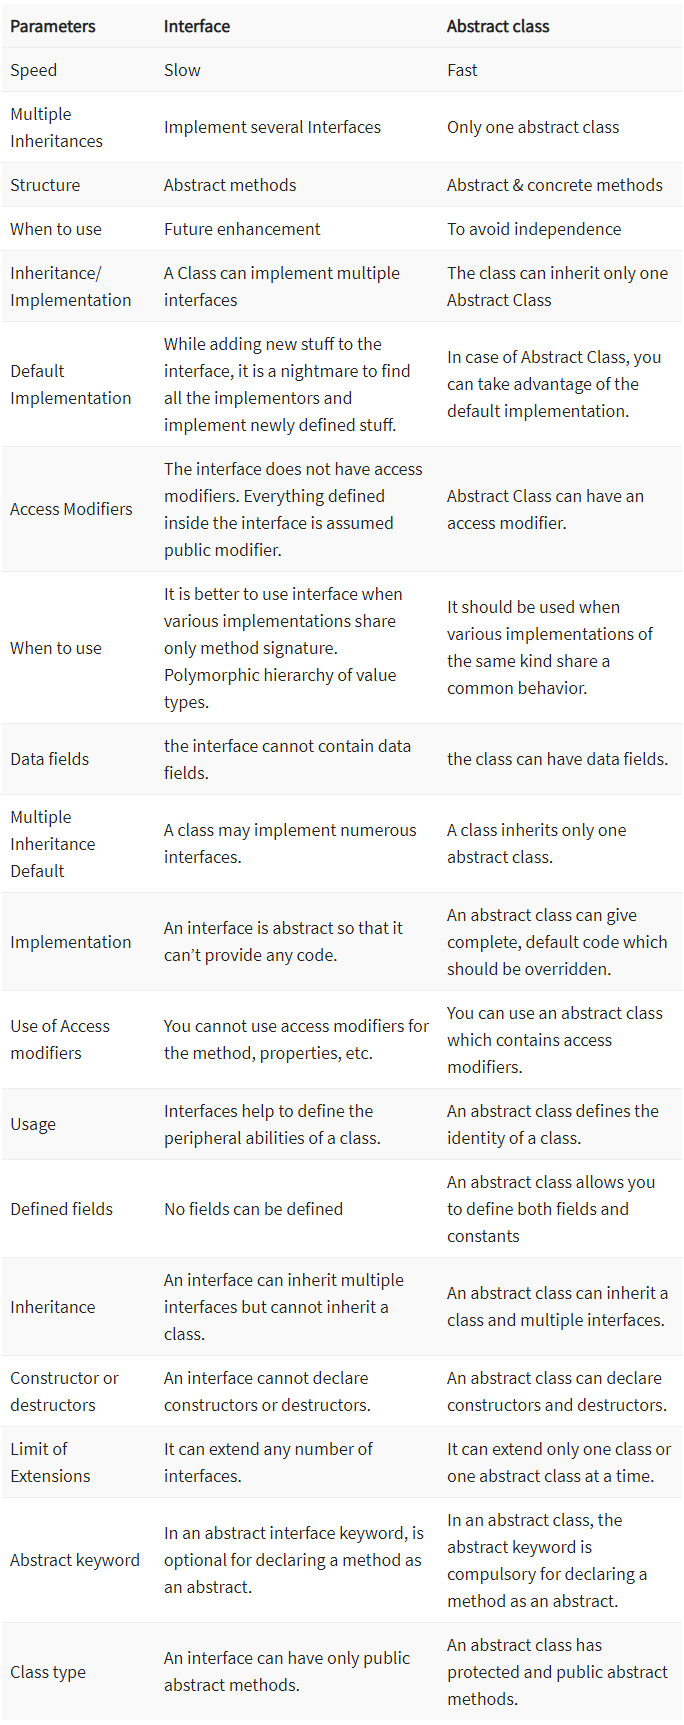 Parameters Interface Abstract class
Speed Slow Fast
Multiple
Inheritances
Implement several Interfaces
Only one abstract class
Structure Abstract methods Abstract & concrete methods
When to use Future enhancement To avoid independence
Inheritance/
Implementation
A Class can implement multiple
interfaces
The class can inherit only one
Abstract Class
Default
Implementation
While adding new stuff to the
interface, it is a nightmare to find
all the implementors and
implement newly defined stuff.
In case of Abstract Class, you
can take advantage of the
default implementation.
Access Modifiers
The interface does not have access
modifiers. Everything defined
inside the interface is assumed
public modifier.
Abstract Class can have an
access modifier.
When to use
It is better to use interface when
various implementations share
only method signature.
Polymorphic hierarchy of value
types.
It should be used when
various implementations of
the same kind share a
common behavior.
Data fields
the interface cannot contain data
fields.
the class can have data fields.
Multiple
Inheritance
Default
A class may implement numerous
interfaces.
A class inherits only one
abstract class.
Implementation
An interface is abstract so that it
can’t provide any code.
An abstract class can give
complete, default code which
should be overridden.
Use of Access
modifiers
You cannot use access modifiers for
the method, properties, etc.
You can use an abstract class
which contains access
modifiers.
Usage
Interfaces help to define the
peripheral abilities of a class.
An abstract class defines the
identity of a class.
Defined fields
No fields can be defined
An abstract class allows you
to define both fields and
constants
Inheritance
An interface can inherit multiple
interfaces but cannot inherit a
class.
An abstract class can inherit a
class and multiple interfaces.
Constructor or
destructors
An interface cannot declare
constructors or destructors.
An abstract class can declare
constructors and destructors.
Limit of
Extensions
It can extend any number of
interfaces.
It can extend only one class or
one abstract class at a time.
Abstract keyword
In an abstract interface keyword, is
optional for declaring a method as
an abstract.
In an abstract class, the
abstract keyword is
compulsory for declaring a
method as an abstract.
Class type
An interface can have only public
abstract methods.
An abstract class has
protected and public abstract
methods.